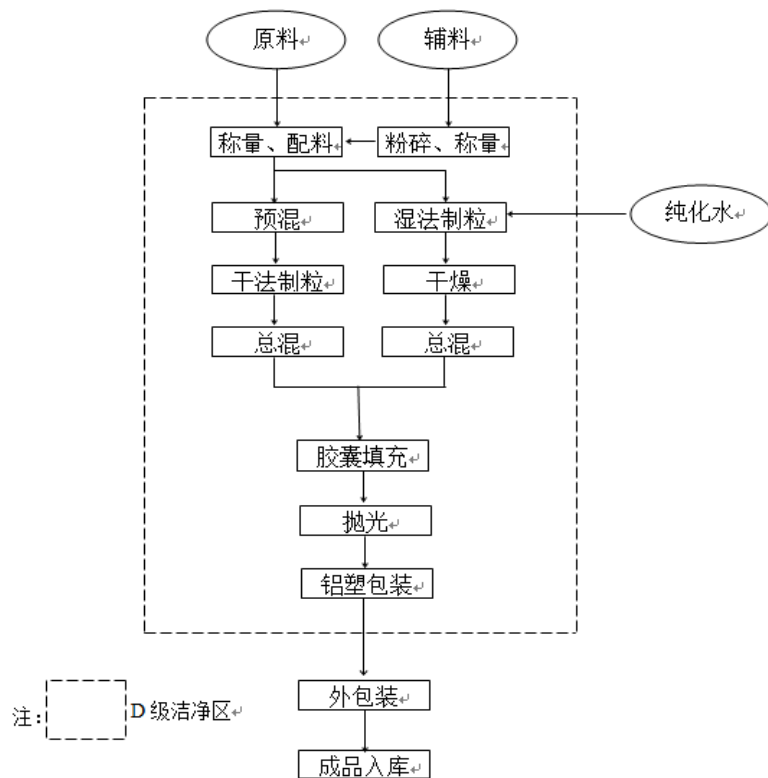 原料
辅料
称量、配料
粉碎、称量
预混
湿法制粒
纯化水
干法制粒
干燥
总混
总混
胶囊填充
抛光
铝塑包装
外包装
注：
D 级洁净区
成品入库